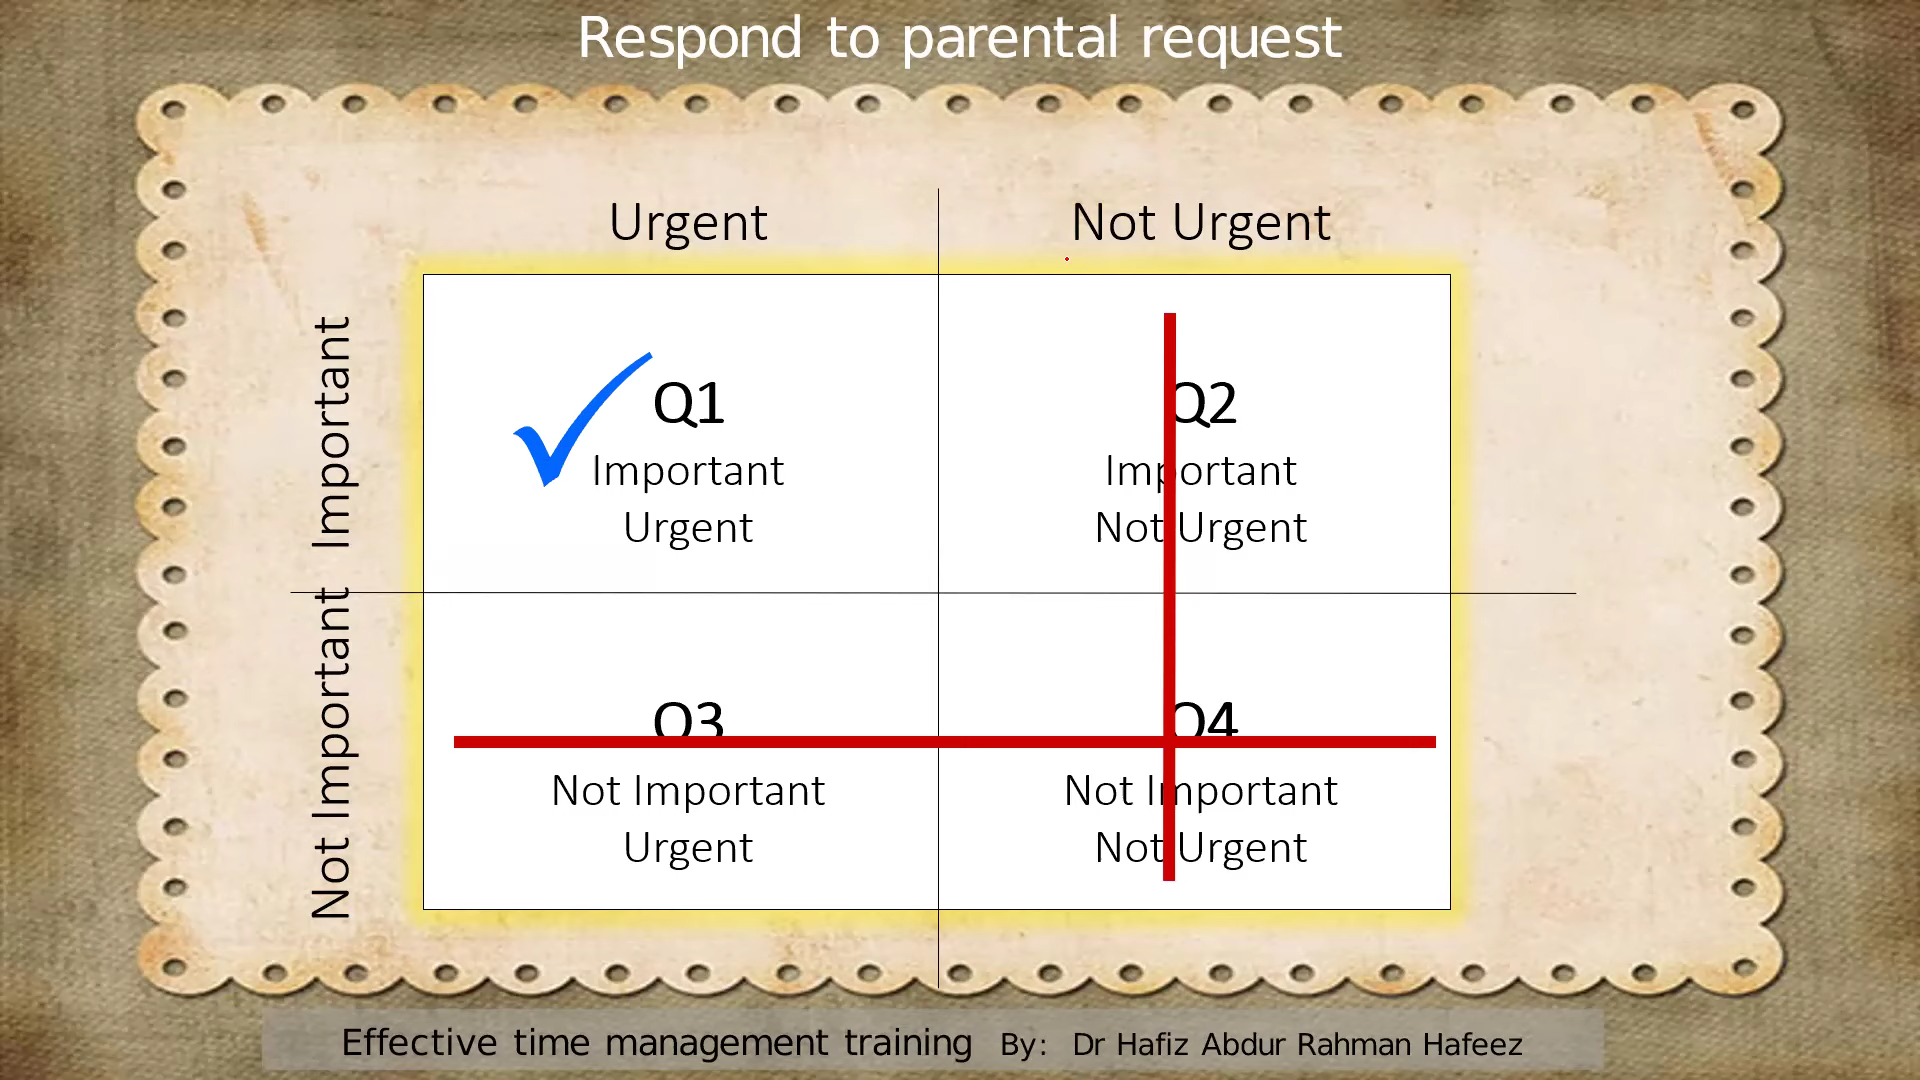 Respond to parental request
Urgent
Not Urgent
Important
Q1
Important
Urgent
Q2
Important
Not Urgent
Not Important
Q3
Not Important
Urgent
Q4
Not Important
Not Urgent
Effective time management training By: Dr Hafiz Abdur Rahman Hafeez